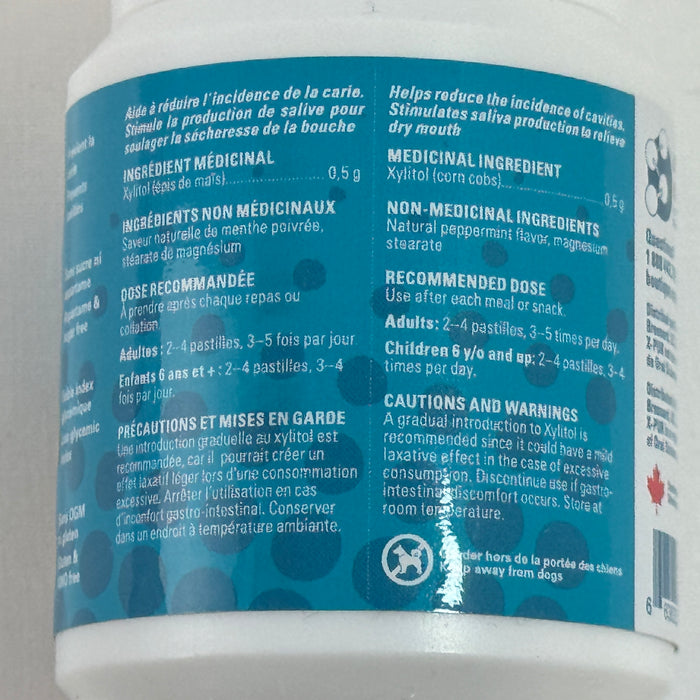 Aide à réduire l'incidence de la carie.
Stimule la production de salive pour
soulager la sécheresse de la bouche
INGRÉDIENT MÉDICINAL
Xylitol (épis de maïs) 0,5 g
INGRÉDIENTS NON MÉDICINAUX
Saveur naturelle de menthe poivrée,
stéarate de magnésium
DOSE RECOMMANDÉE
À prendre après chaque repas ou
collation.
Adultes : 2–4 pastilles, 3–5 fois par jour
Enfants 6 ans et + : 2–4 pastilles, 3–4
fois par jour.
PRÉCAUTIONS ET MISES EN GARDE
Une introduction graduelle au xylitol est
recommandée, car il pourrait créer un
effet laxatif léger lors d'une consommation
excessive. Arrêter l'utilisation en cas
d'inconfort gastro-intestinal. Conserver
dans un endroit à température ambiante.
Helps reduce the incidence of cavities.
Stimulates saliva production to relieve
dry mouth
MEDICINAL INGREDIENT
Xylitol (corn cobs) 0.5 g
NON-MEDICINAL INGREDIENTS
Natural peppermint flavor, magnesium
stearate
RECOMMENDED DOSE
Use after each meal or snack.
Adults: 2–4 pastilles, 3–5 times per day.
Children 6 y/o and up: 2–4 pastilles, 3–4
times per day.
CAUTIONS AND WARNINGS
A gradual introduction to Xylitol is
recommended since it could have a mild
laxative effect in the case of excessive
consumption. Discontinue use if gastro-
intestinal discomfort occurs. Store at
room temperature.
Garder hors de la portée des chiens
Keep away from dogs